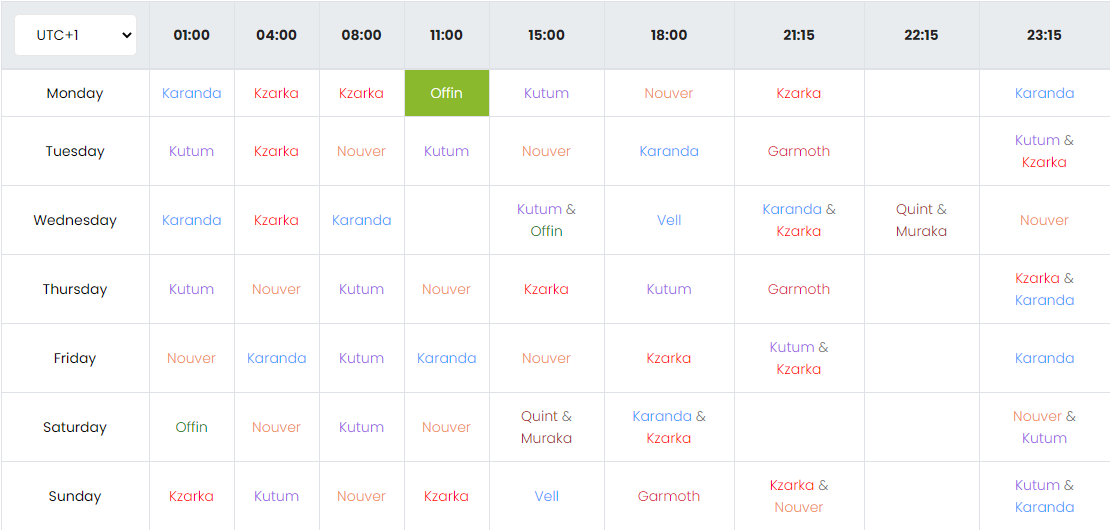 UTC+1 01:00 04:00 08:00 11:00 15:00 18:00 21:15 22:15 23:15
Monday Karanda Kzarka Kzarka Offin Kutum Nouver Kzarka Karanda
Tuesday Kutum Kzarka Nouver Kutum Nouver Karanda Garmoth Kutum &
Kzarka
Wednesday Karanda Kzarka Karanda Kutum &
Offin Vell Karanda &
Kzarka Quint &
Muraka Nouver
Thursday Kutum Nouver Kutum Nouver Kzarka Kutum Garmoth Kzarka &
Karanda
Friday Nouver Karanda Kutum Karanda Nouver Kzarka Kutum &
Kzarka Karanda
Saturday Offin Nouver Kutum Nouver Quint &
Muraka Karanda &
Kzarka Nouver &
Kutum
Sunday Kzarka Kutum Nouver Kzarka Vell Garmoth Kzarka &
Nouver Kutum &
Karanda